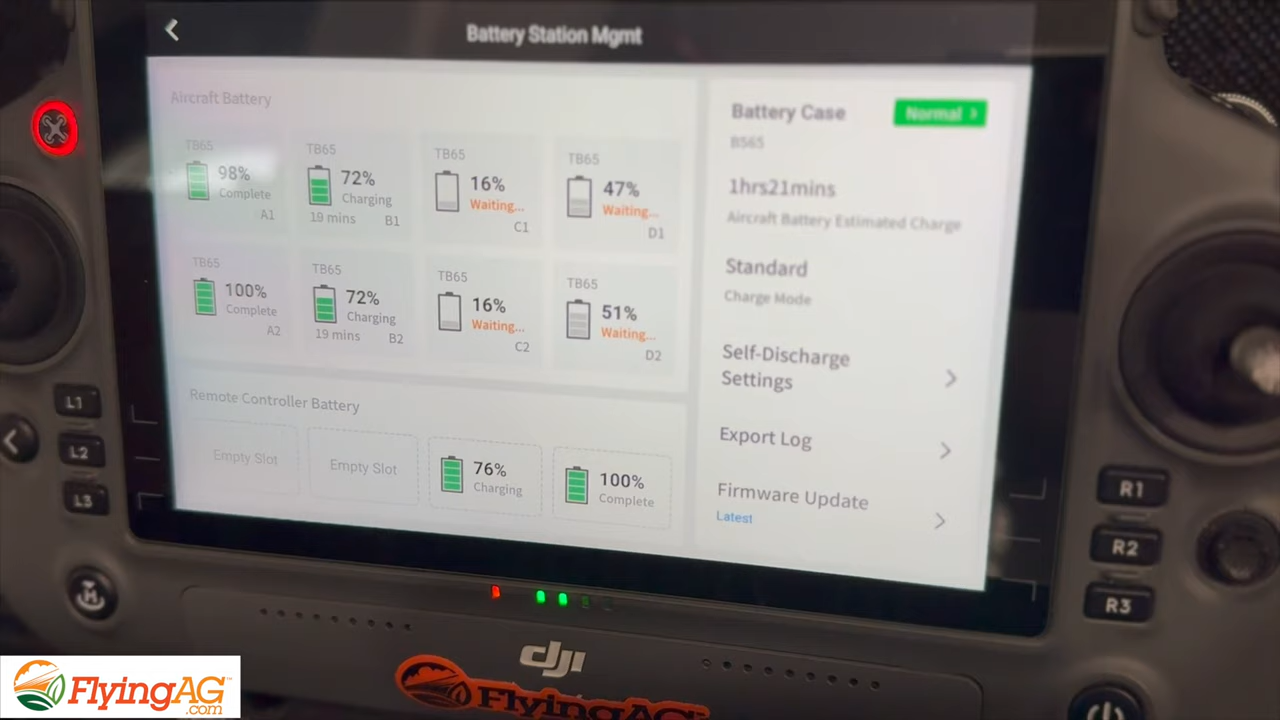 Battery Station Mgmt
Aircraft Battery
TB65
98%
Complete
A1
TB65
72%
Charging
19 mins
B1
TB65
16%
Waiting...
C1
TB65
47%
Waiting...
D1
TB65
100%
Complete
A2
TB65
72%
Charging
19 mins
B2
TB65
16%
Waiting...
C2
TB65
51%
Waiting...
D2
Remote Controller Battery
Empty Slot
Empty Slot
76%
Charging
100%
Complete
Battery Case
Normal
BS65
1hrs21mins
Aircraft Battery Estimated Charge
Standard
Charge Mode
Self-Discharge
Settings
Export Log
Firmware Update
Latest
L1
L2
L3
R1
R2
R3
dji
FlyingAG
FlyingAG™
.com